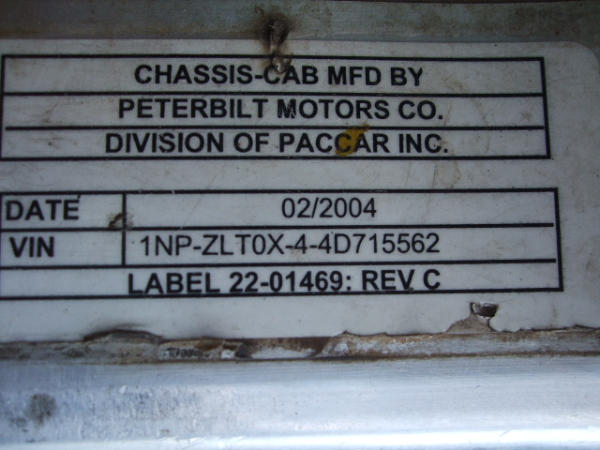 CHASSIS-CAB MFD BY
PETERBILT MOTORS CO.
DIVISION OF PACCAR INC.
DATE 02/2004
VIN 1NP-ZLT0X-4-4D715562
LABEL 22-01469: REV C